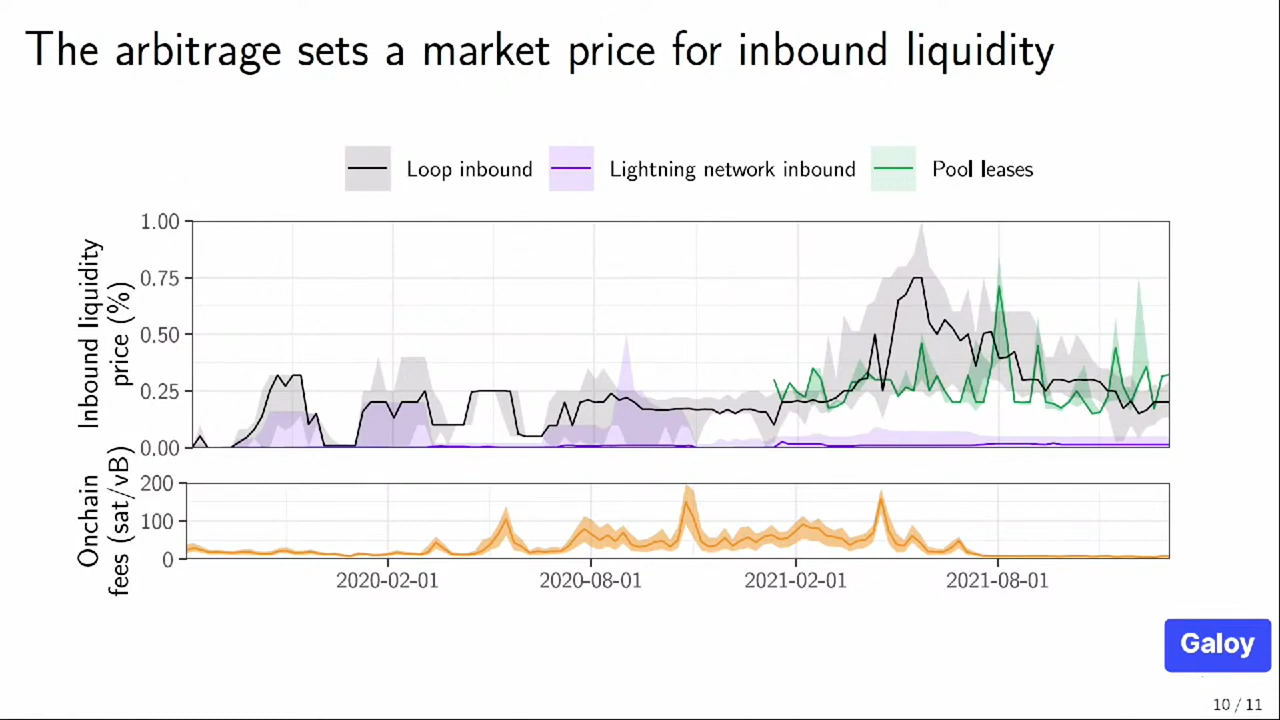 The arbitrage sets a market price for inbound liquidity
Loop inbound Lightning network inbound Pool leases
Inbound liquidity
price (%)
1.00
0.75
0.50
0.25
0.00
Onchain
fees (sat/vB)
200
100
0
2020-02-01 2020-08-01 2021-02-01 2021-08-01
Galoy
10 / 11